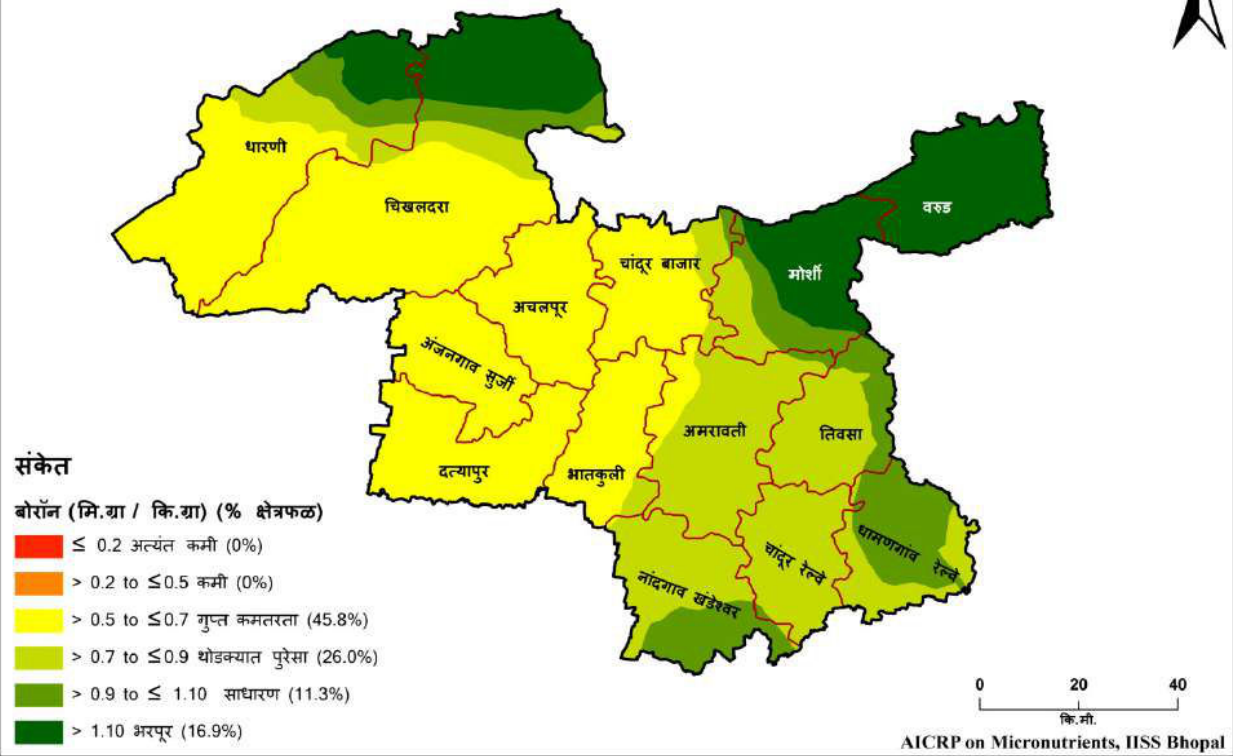 धारणी
चिखलदरा
वरुड
चांदूर बाजार
मोर्शी
अचलपूर
अंजनगाव सुर्जी
अमरावती
तिवसा
दत्यापुर
भातकुली
धामणगांव रेल्वे
चांदूर रेल्वे
नांदगाव खंडेश्वर
संकेत
बोरॉन (मि.ग्रा / कि.ग्रा) (% क्षेत्रफळ)
≤ 0.2 अत्यंत कमी (0%)
> 0.2 to ≤0.5 कमी (0%)
> 0.5 to ≤0.7 गुप्त कमतरता (45.8%)
> 0.7 to ≤0.9 थोडक्यात पुरेसा (26.0%)
> 0.9 to ≤ 1.10 साधारण (11.3%)
> 1.10 भरपूर (16.9%)
0 20 40
कि.मी.
AICRP on Micronutrients, IISS Bhopal